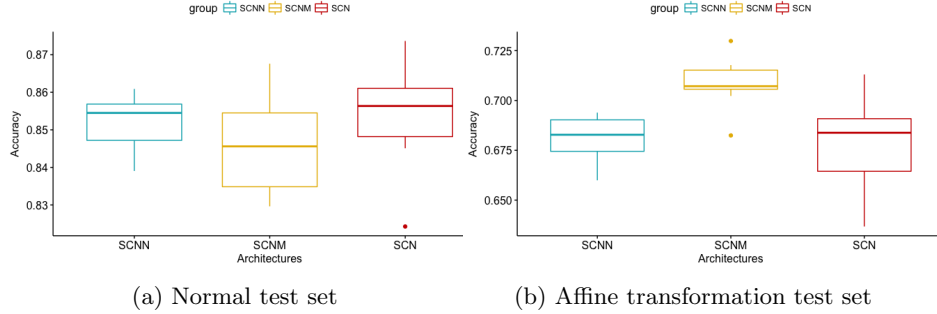 group SCNN SCNM SCN
0.87
0.86
0.85
0.84
0.83
Accuracy
SCNN SCNM SCN
Architectures
(a) Normal test set
group SCNN SCNM SCN
0.725
0.700
0.675
0.650
Accuracy
SCNN SCNM SCN
Architectures
(b) Affine transformation test set